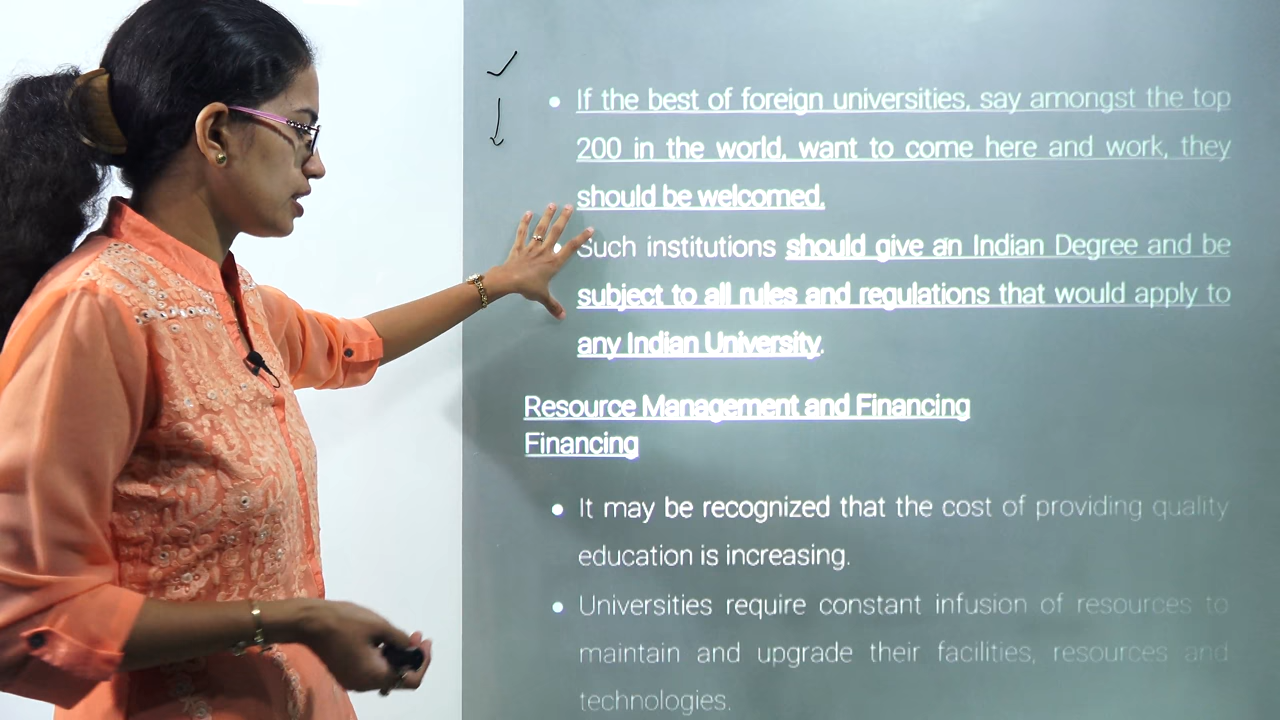 If the best of foreign universities, say amongst the top
200 in the world, want to come here and work, they
should be welcomed.
Such institutions should give an Indian Degree and be
subject to all rules and regulations that would apply to
any Indian University.
Resource Management and Financing
Financing
It may be recognized that the cost of providing quality
education is increasing.
Universities require constant infusion of resources to
maintain and upgrade their facilities, resources and
technologies.